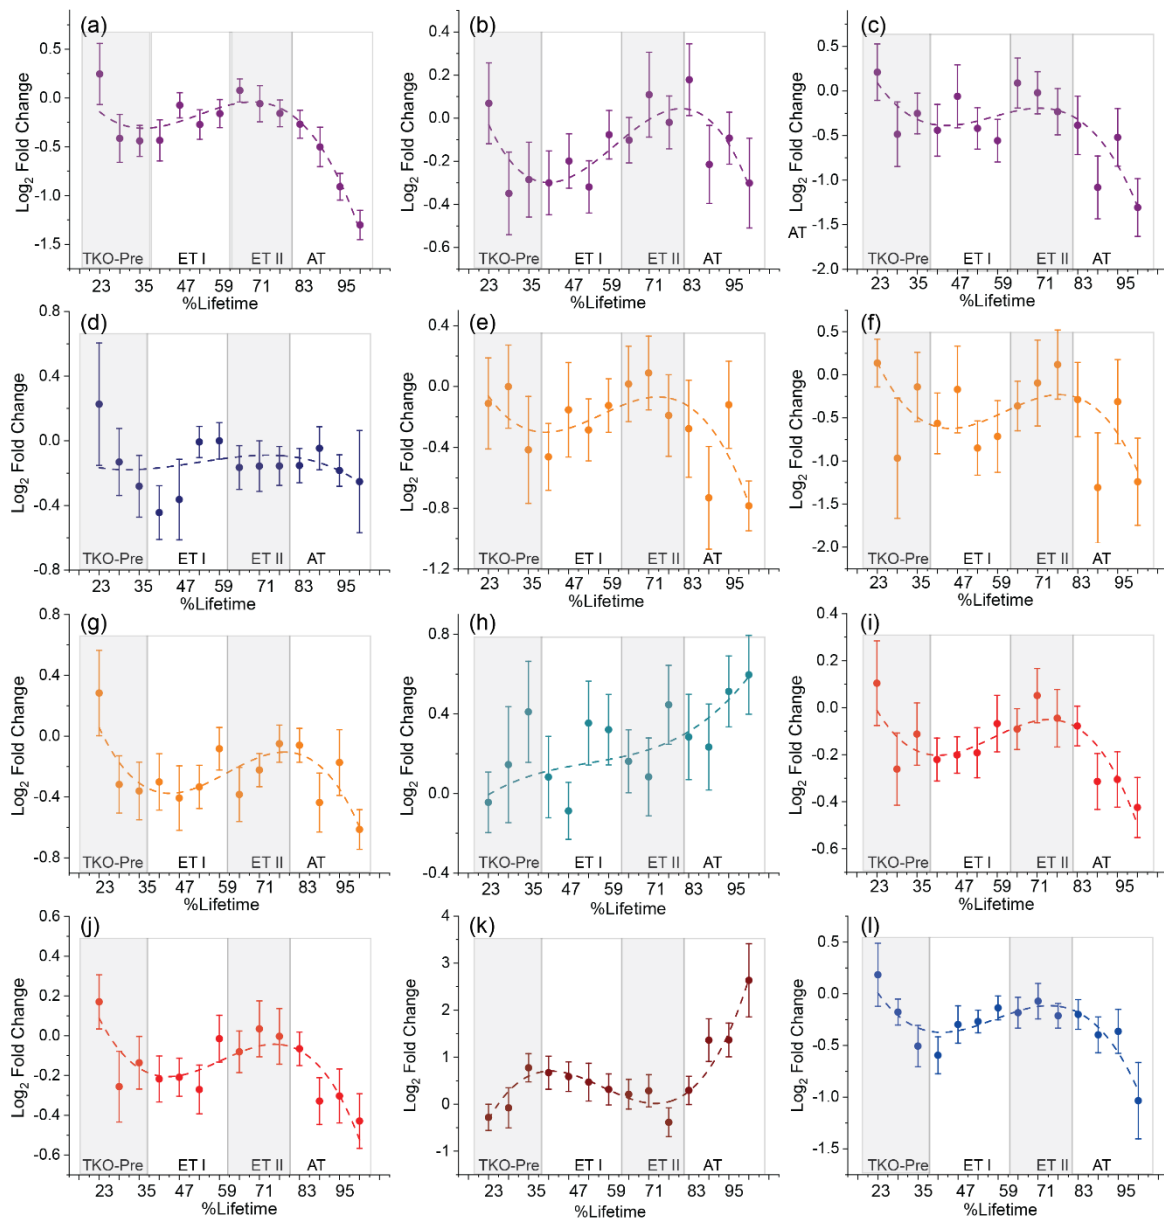 (a)
Log2 Fold Change
0.5
0.0
-0.5
-1.0
-1.5
TKO-Pre ET I ET II AT
23 35 47 59 71 83 95
%Lifetime
(b)
Log2 Fold Change
0.4
0.2
0.0
-0.2
-0.4
-0.6
TKO-Pre ET I ET II AT
23 35 47 59 71 83 95
%Lifetime
(c)
Log2 Fold Change
AT
0.5
0.0
-0.5
-1.0
-1.5
-2.0
TKO-Pre ET I ET II AT
23 35 47 59 71 83 95
%Lifetime
(d)
Log2 Fold Change
0.8
0.4
0.0
-0.4
-0.8
TKO-Pre ET I ET II AT
23 35 47 59 71 83 95
%Lifetime
(e)
Log2 Fold Change
0.4
0.0
-0.4
-0.8
-1.2
TKO-Pre ET I ET II AT
23 35 47 59 71 83 95
%Lifetime
(f)
Log2 Fold Change
0.5
0.0
-0.5
-1.0
-1.5
-2.0
TKO-Pre ET I ET II AT
23 35 47 59 71 83 95
%Lifetime
(g)
Log2 Fold Change
0.8
0.4
0.0
-0.4
-0.8
TKO-Pre ET I ET II AT
23 35 47 59 71 83 95
%Lifetime
(h)
Log2 Fold Change
0.8
0.4
0.0
-0.4
TKO-Pre ET I ET II AT
23 35 47 59 71 83 95
%Lifetime
(i)
Log2 Fold Change
0.4
0.2
0.0
-0.2
-0.4
-0.6
TKO-Pre ET I ET II AT
23 35 47 59 71 83 95
%Lifetime
(j)
Log2 Fold Change
0.6
0.4
0.2
0.0
-0.2
-0.4
-0.6
TKO-Pre ET I ET II AT
23 35 47 59 71 83 95
%Lifetime
(k)
Log2 Fold Change
4
3
2
1
0
-1
TKO-Pre ET I ET II AT
23 35 47 59 71 83 95
%Lifetime
(l)
Log2 Fold Change
0.5
0.0
-0.5
-1.0
-1.5
TKO-Pre ET I ET II AT
23 35 47 59 71 83 95
%Lifetime